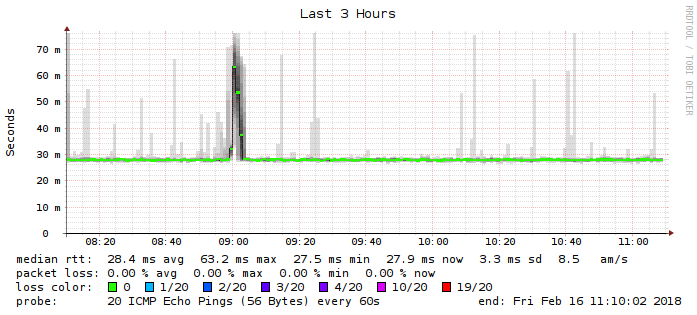 Last 3 Hours
RRDTOOL / TOBI OETIKER
Seconds
70 m
60 m
50 m
40 m
30 m
20 m
10 m
0
08:20 08:40 09:00 09:20 09:40 10:00 10:20 10:40 11:00
median rtt: 28.4 ms avg 63.2 ms max 27.5 ms min 27.9 ms now 3.3 ms sd 8.5 am/s
packet loss: 0.00 % avg 0.00 % max 0.00 % min 0.00 % now
loss color: 0 1/20 2/20 3/20 4/20 10/20 19/20
probe: 20 ICMP Echo Pings (56 Bytes) every 60s end: Fri Feb 16 11:10:02 2018